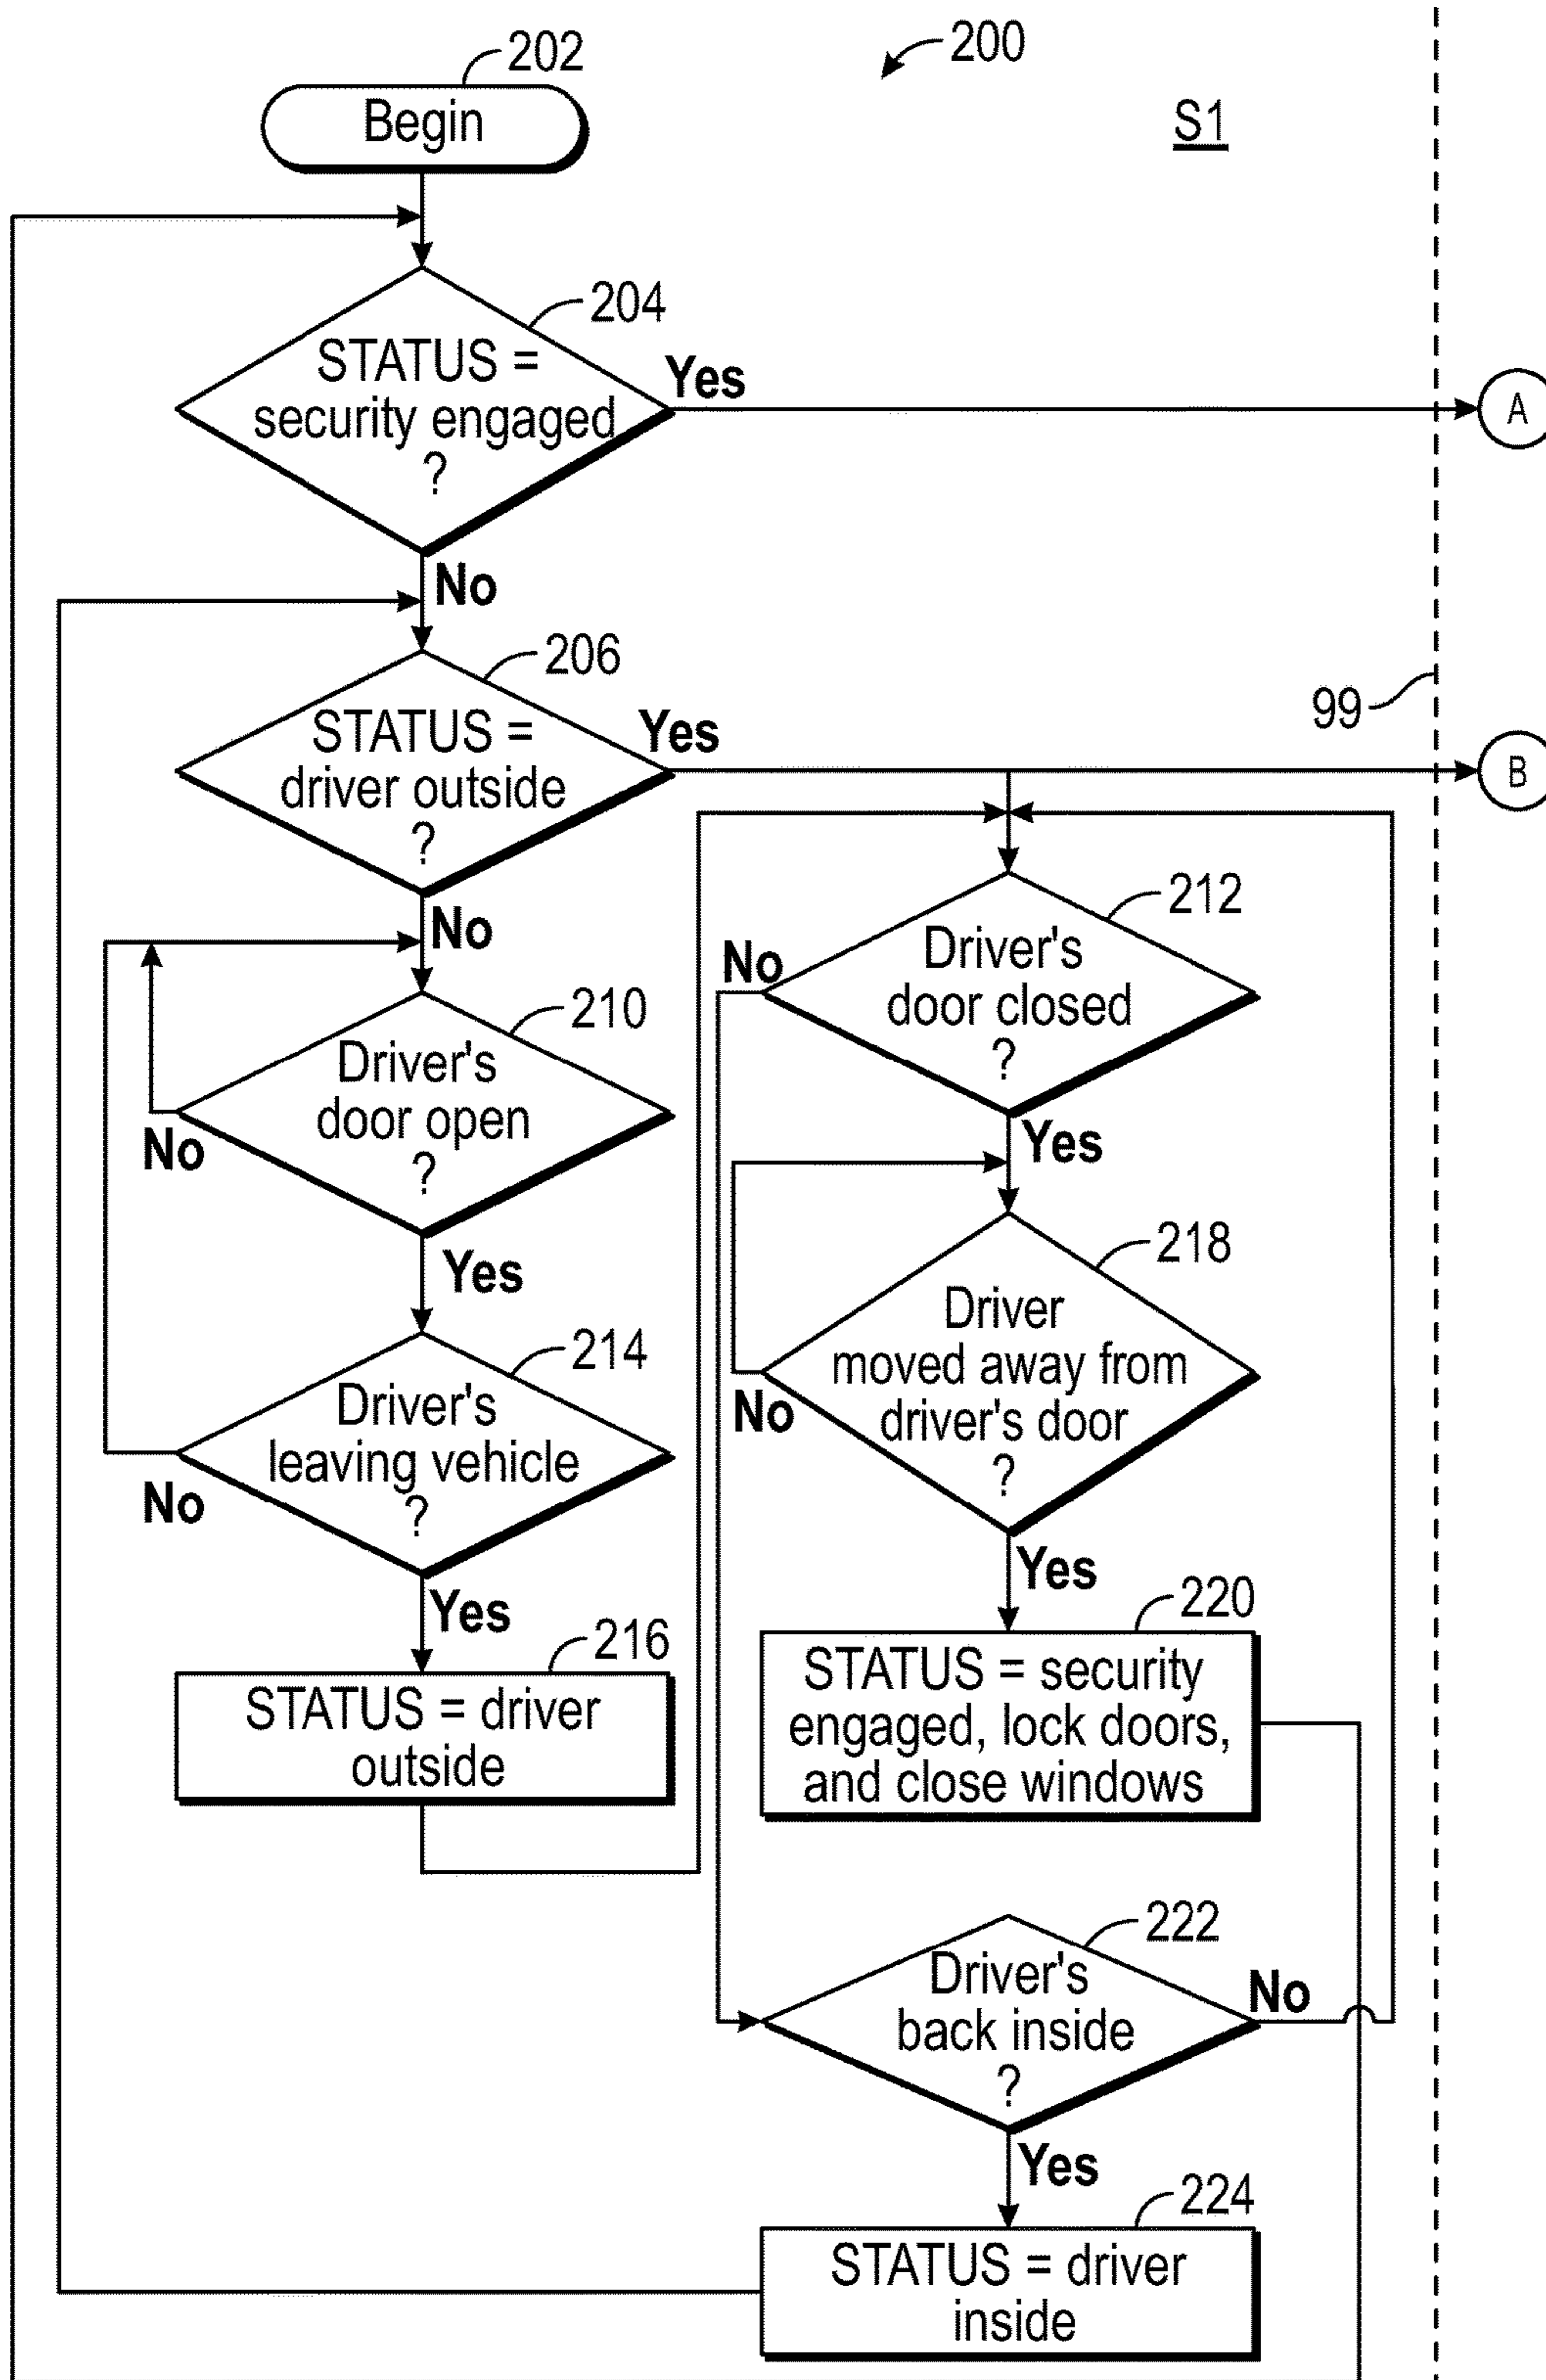 200
202
Begin
S1
204
STATUS =
security engaged
?
Yes
A
No
206
STATUS =
driver outside
?
Yes
99
B
No
210
Driver's
door open
?
No
Yes
214
Driver's
leaving vehicle
?
No
Yes
216
STATUS = driver
outside
212
Driver's
door closed
?
No
Yes
218
Driver
moved away from
driver's door
?
No
Yes
220
STATUS = security
engaged, lock doors,
and close windows
222
Driver's
back inside
?
No
Yes
224
STATUS = driver
inside